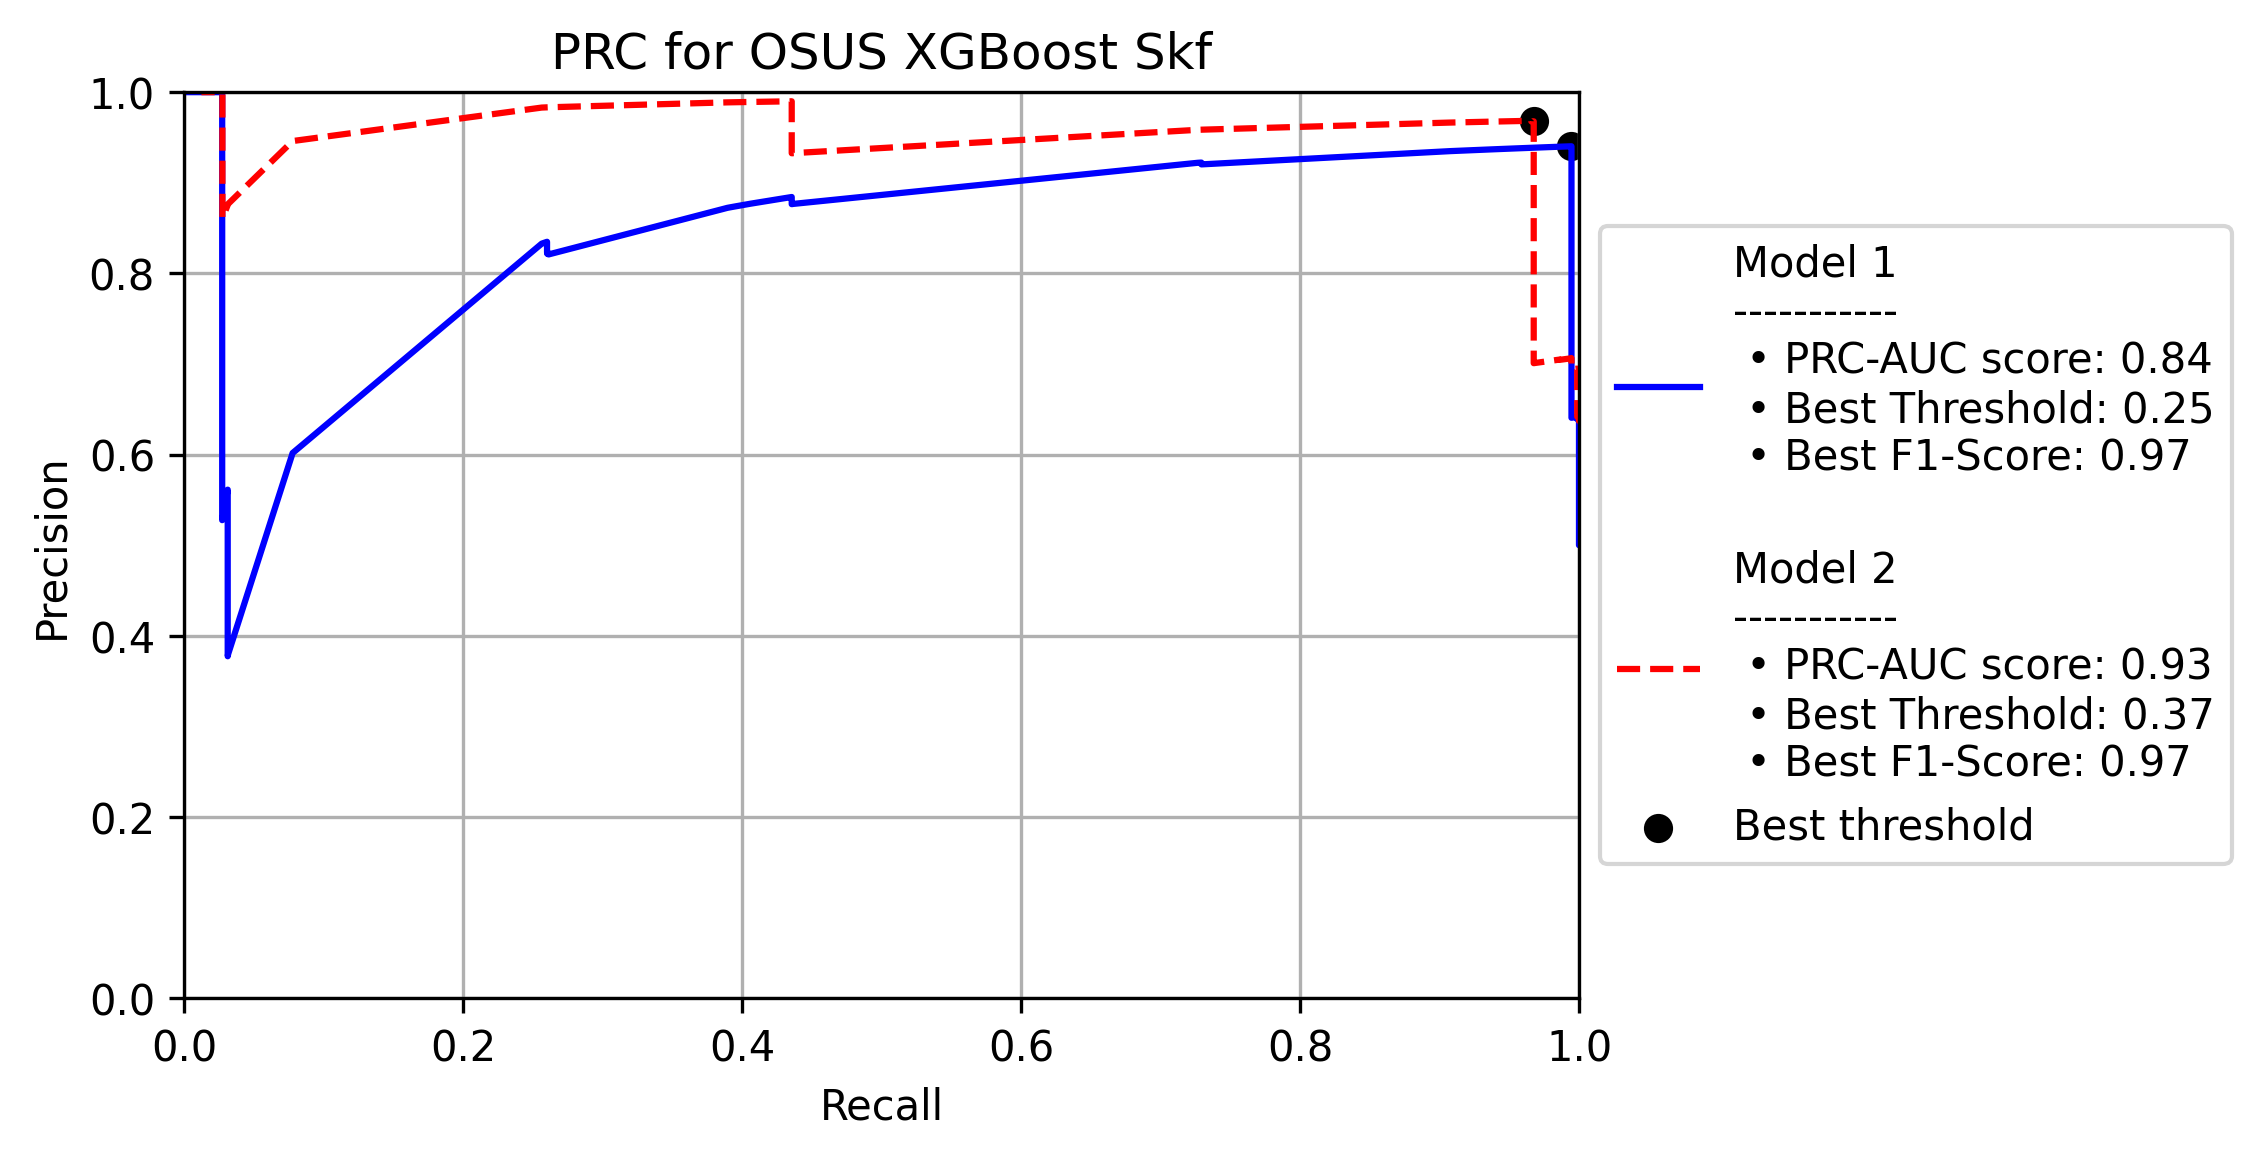 PRC for OSUS XGBoost Skf
1.0
0.8
0.6
0.4
0.2
0.0
Precision
0.0 0.2 0.4 0.6 0.8 1.0
Recall
Model 1
-----------
• PRC-AUC score: 0.84
• Best Threshold: 0.25
• Best F1-Score: 0.97
Model 2
-----------
• PRC-AUC score: 0.93
• Best Threshold: 0.37
• Best F1-Score: 0.97
Best threshold